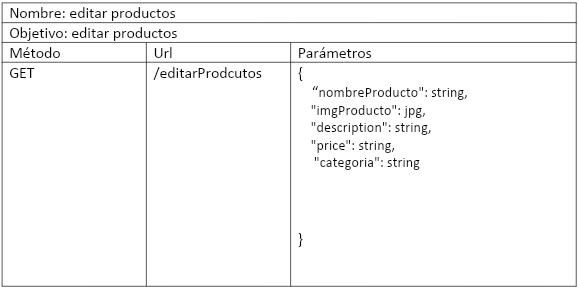 Nombre: editar productos
Objetivo: editar productos
Método Url Parámetros
GET /editarProdcutos {
“nombreProducto": string,
"imgProducto": jpg,
"description": string,
"price": string,
"categoria": string
}